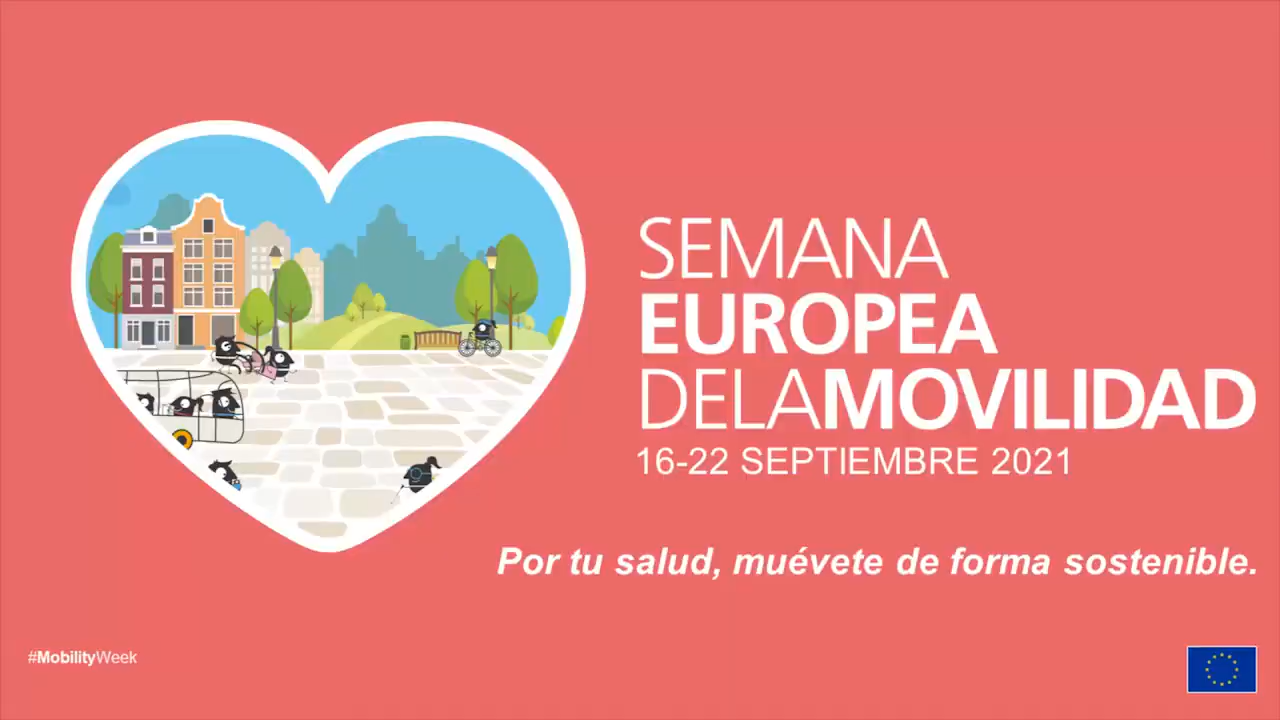 SEMANA
EUROPEA
DELAMOVILIDAD
16-22 SEPTIEMBRE 2021
Por tu salud, muévete de forma sostenible.
#MobilityWeek